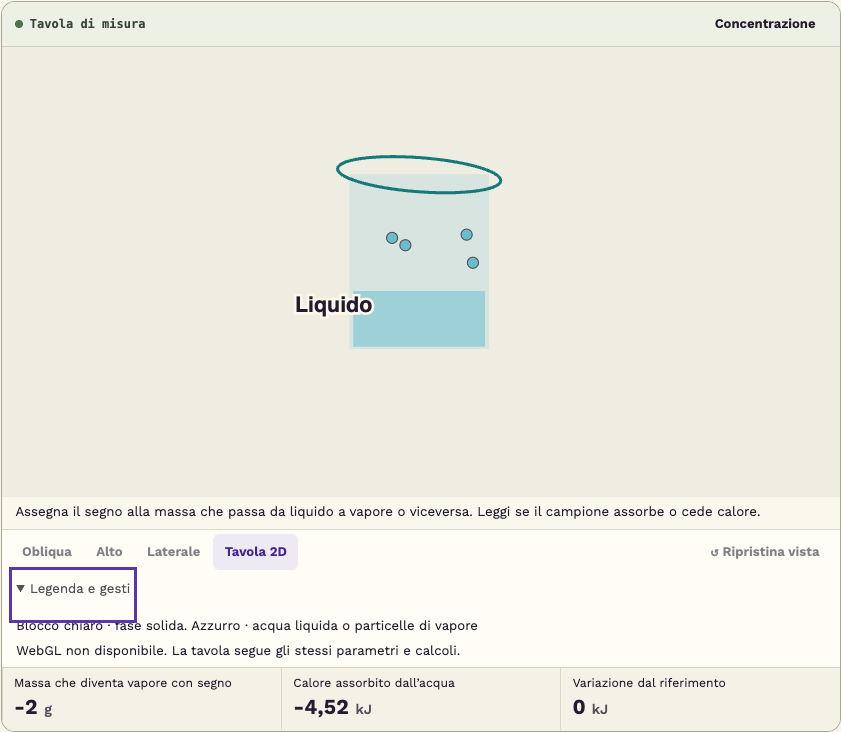 Tavola di misura
Concentrazione
Liquido
Assegna il segno alla massa che passa da liquido a vapore o viceversa. Leggi se il campione assorbe o cede calore.
Obliqua Alto Laterale Tavola 2D ↺ Ripristina vista
▼ Legenda e gesti
Blocco chiaro · fase solida. Azzurro · acqua liquida o particelle di vapore
WebGL non disponibile. La tavola segue gli stessi parametri e calcoli.
Massa che diventa vapore con segno
-2 g
Calore assorbito dall’acqua
-4,52 kJ
Variazione dal riferimento
0 kJ